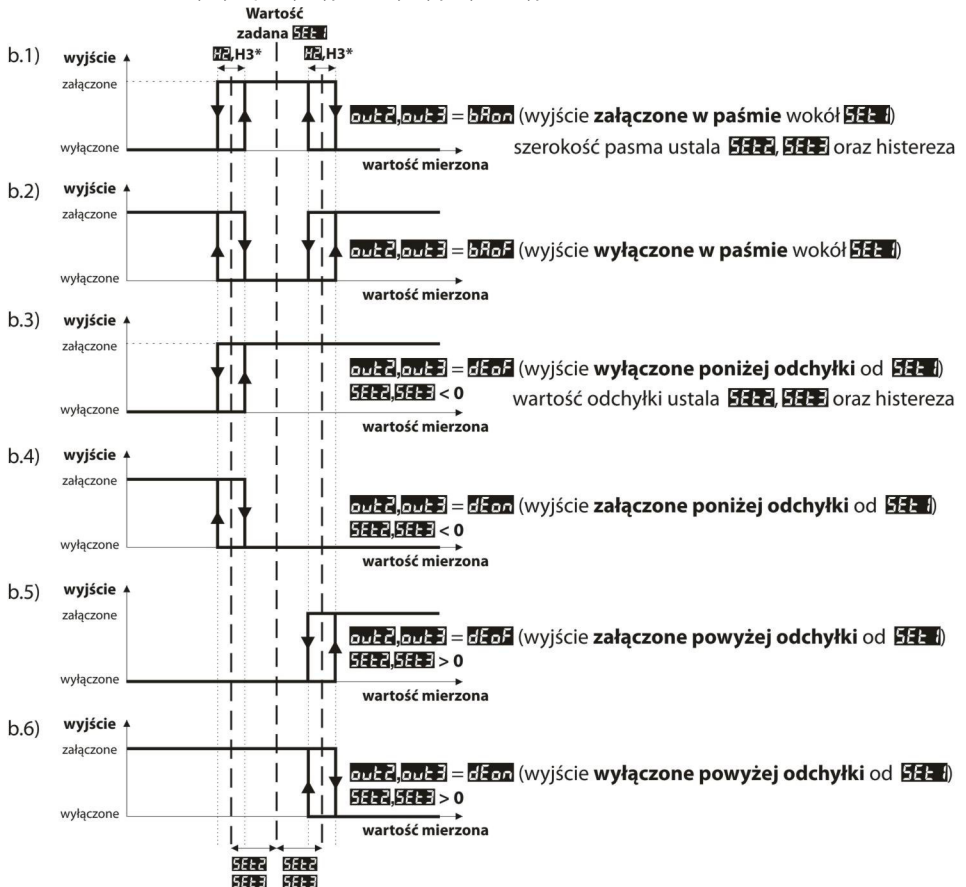 Wartość
zadana SEt1
H2,H3* H2,H3*
b.1) wyjście
załączone
out2,out3 = bAon (wyjście załączone w paśmie wokół SEt1)
wyłączone
szerokość pasma ustala SEt2, SEt3 oraz histereza
wartość mierzona
b.2) wyjście
załączone
out2,out3 = bAoF (wyjście wyłączone w paśmie wokół SEt1)
wyłączone
wartość mierzona
b.3) wyjście
załączone
out2,out3 = dEoF (wyjście wyłączone poniżej odchyłki od SEt1)
SEt2,SEt3 < 0 wartość odchyłki ustala SEt2, SEt3 oraz histereza
wyłączone
wartość mierzona
b.4) wyjście
załączone
out2,out3 = dEon (wyjście załączone poniżej odchyłki od SEt1)
SEt2,SEt3 < 0
wyłączone
wartość mierzona
b.5) wyjście
załączone
out2,out3 = dEoF (wyjście załączone powyżej odchyłki od SEt1)
SEt2,SEt3 > 0
wyłączone
wartość mierzona
b.6) wyjście
załączone
out2,out3 = dEon (wyjście wyłączone powyżej odchyłki od SEt1)
SEt2,SEt3 > 0
wyłączone
wartość mierzona
SEt2 SEt2
SEt3 SEt3